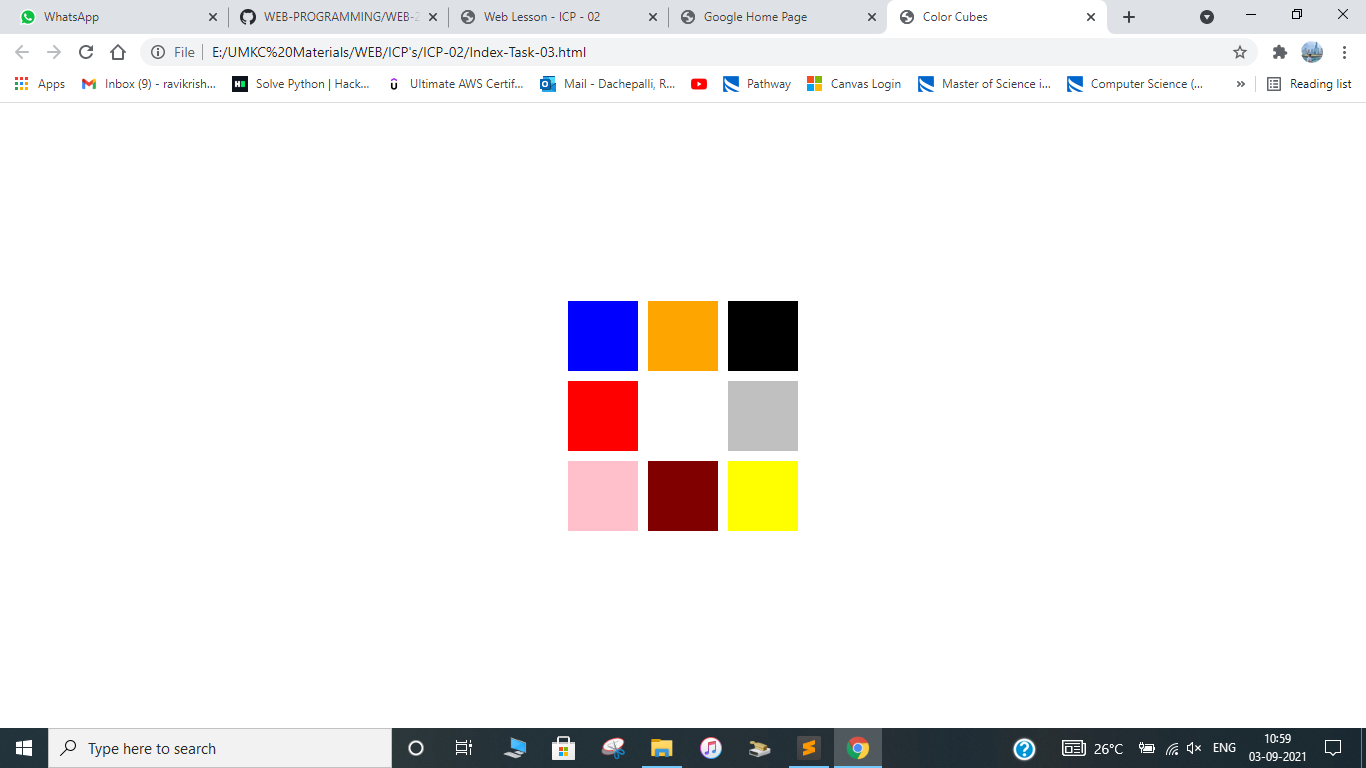 WhatsApp
WEB-PROGRAMMING/WEB-2
Web Lesson - ICP - 02
Google Home Page
Color Cubes
File
E:/UMKC%20Materials/WEB/ICP's/ICP-02/Index-Task-03.html
Apps
Inbox (9) - ravikrish...
Solve Python | Hack...
Ultimate AWS Certif...
Mail - Dachepalli, R...
Pathway
Canvas Login
Master of Science i...
Computer Science (...
»
Reading list
Type here to search
26°C
ENG
10:59
03-09-2021